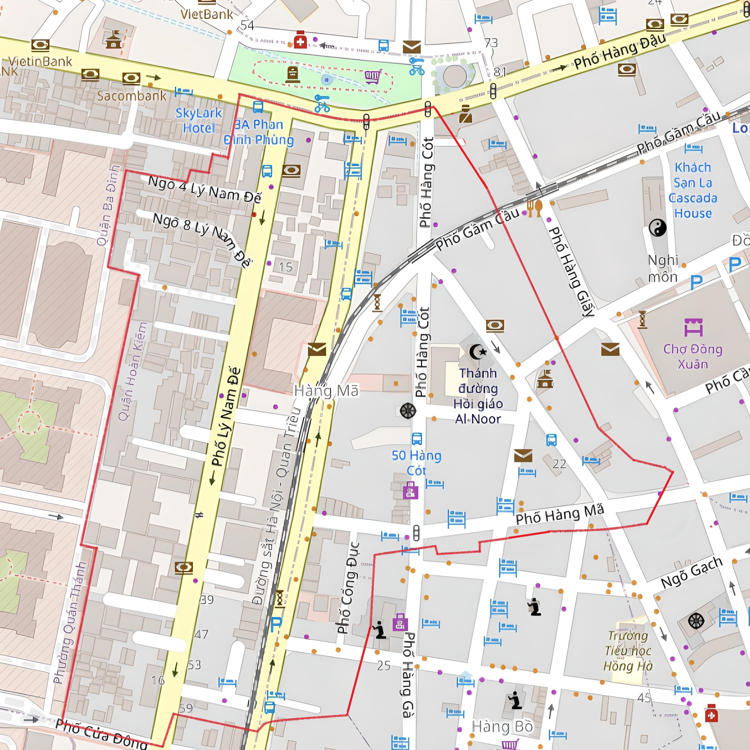 VietBank
54
73
Phố Hàng Đậu
24
VietinBank
NK
Sacombank
81
SkyLark
Hotel
3A Phan
Đình Phùng
Phố Gầm Cầu
Lo
Quận Ba Đình
Ngõ 4 Lý Nam Đế
Phố Hàng Cót
Khách
Sạn La
Cascada
House
Ngõ 8 Lý Nam Đế
Phố Gầm Cầu
Phố Hàng Giấy
Nghi
môn
Đồ
15
P
P
Quận Hoàn Kiếm
Phố Hàng Cót
Chợ Đồng
Xuân
Thánh
đường
Hồi giáo
Al-Noor
Hàng Mã
Phố Cầ
Phố Lý Nam Đế
Đường sắt Hà Nội - Quán Triều
50 Hàng
Cót
22
Phố Hàng Mã
Ngõ Gạch
Phường Quán Thánh
Phố Cổng Đục
39
47
P
Trường
Tiểu học
Hồng Hà
53
25
Phố Hàng Gà
16
45
59
Phố Cửa Đông
Hàng Bồ